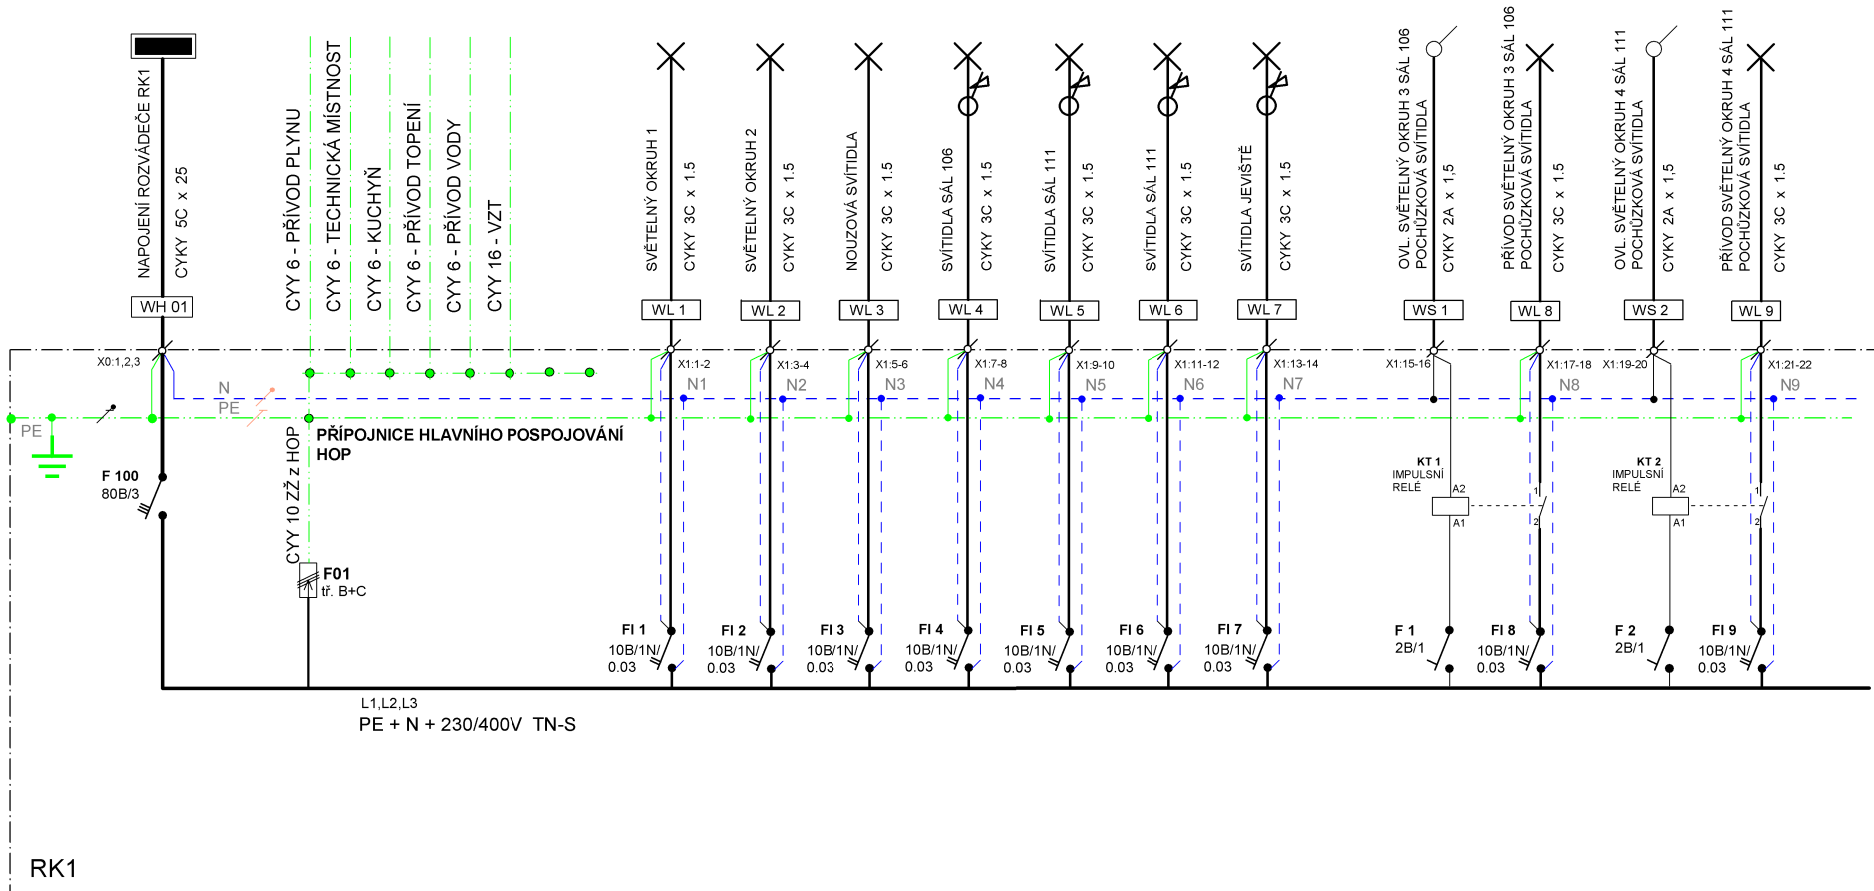 NAPOJENÍ ROZVÁDĚČE RK1
CYKY 5C x 25
WH 01
X0:1,2,3
CYY 6 - PŘÍVOD PLYNU
CYY 6 - TECHNICKÁ MÍSTNOST
CYY 6 - KUCHYŇ
CYY 6 - PŘÍVOD TOPENÍ
CYY 6 - PŘÍVOD VODY
CYY 16 - VZT
SVĚTELNÝ OKRUH 1
CYKY 3C x 1.5
WL 1
X1:1-2
N1
SVĚTELNÝ OKRUH 2
CYKY 3C x 1.5
WL 2
X1:3-4
N2
NOUZOVÁ SVÍTIDLA
CYKY 3C x 1.5
WL 3
X1:5-6
N3
SVÍTIDLA SÁL 106
CYKY 3C x 1.5
WL 4
X1:7-8
N4
SVÍTIDLA SÁL 111
CYKY 3C x 1.5
WL 5
X1:9-10
N5
SVÍTIDLA SÁL 111
CYKY 3C x 1.5
WL 6
X1:11-12
N6
SVÍTIDLA JEVIŠTĚ
CYKY 3C x 1.5
WL 7
X1:13-14
N7
OVL. SVĚTELNÝ OKRUH 3 SÁL 106
POCHŮZKOVÁ SVÍTIDLA
CYKY 2A x 1,5
WS 1
X1:15-16
PŘÍVOD SVĚTELNÝ OKRUH 3 SÁL 106
POCHŮZKOVÁ SVÍTIDLA
CYKY 3C x 1.5
WL 8
X1:17-18
N8
OVL. SVĚTELNÝ OKRUH 4 SÁL 111
POCHŮZKOVÁ SVÍTIDLA
CYKY 2A x 1,5
WS 2
X1:19-20
PŘÍVOD SVĚTELNÝ OKRUH 4 SÁL 111
POCHŮZKOVÁ SVÍTIDLA
CYKY 3C x 1.5
WL 9
X1:21-22
N9
N
PE
PE
PŘÍPOJNICE HLAVNÍHO POSPOJOVÁNÍ
HOP
CYY 10 ZŽ z HOP
F 100
80B/3
F01
tř. B+C
KT 1
IMPULSNÍ
RELÉ
A2
A1
1
2
KT 2
IMPULSNÍ
RELÉ
A2
A1
1
2
FI 1
10B/1N/
0.03
FI 2
10B/1N/
0.03
FI 3
10B/1N/
0.03
FI 4
10B/1N/
0.03
FI 5
10B/1N/
0.03
FI 6
10B/1N/
0.03
FI 7
10B/1N/
0.03
F 1
2B/1
FI 8
10B/1N/
0.03
F 2
2B/1
FI 9
10B/1N/
0.03
L1,L2,L3
PE + N + 230/400V TN-S
RK1